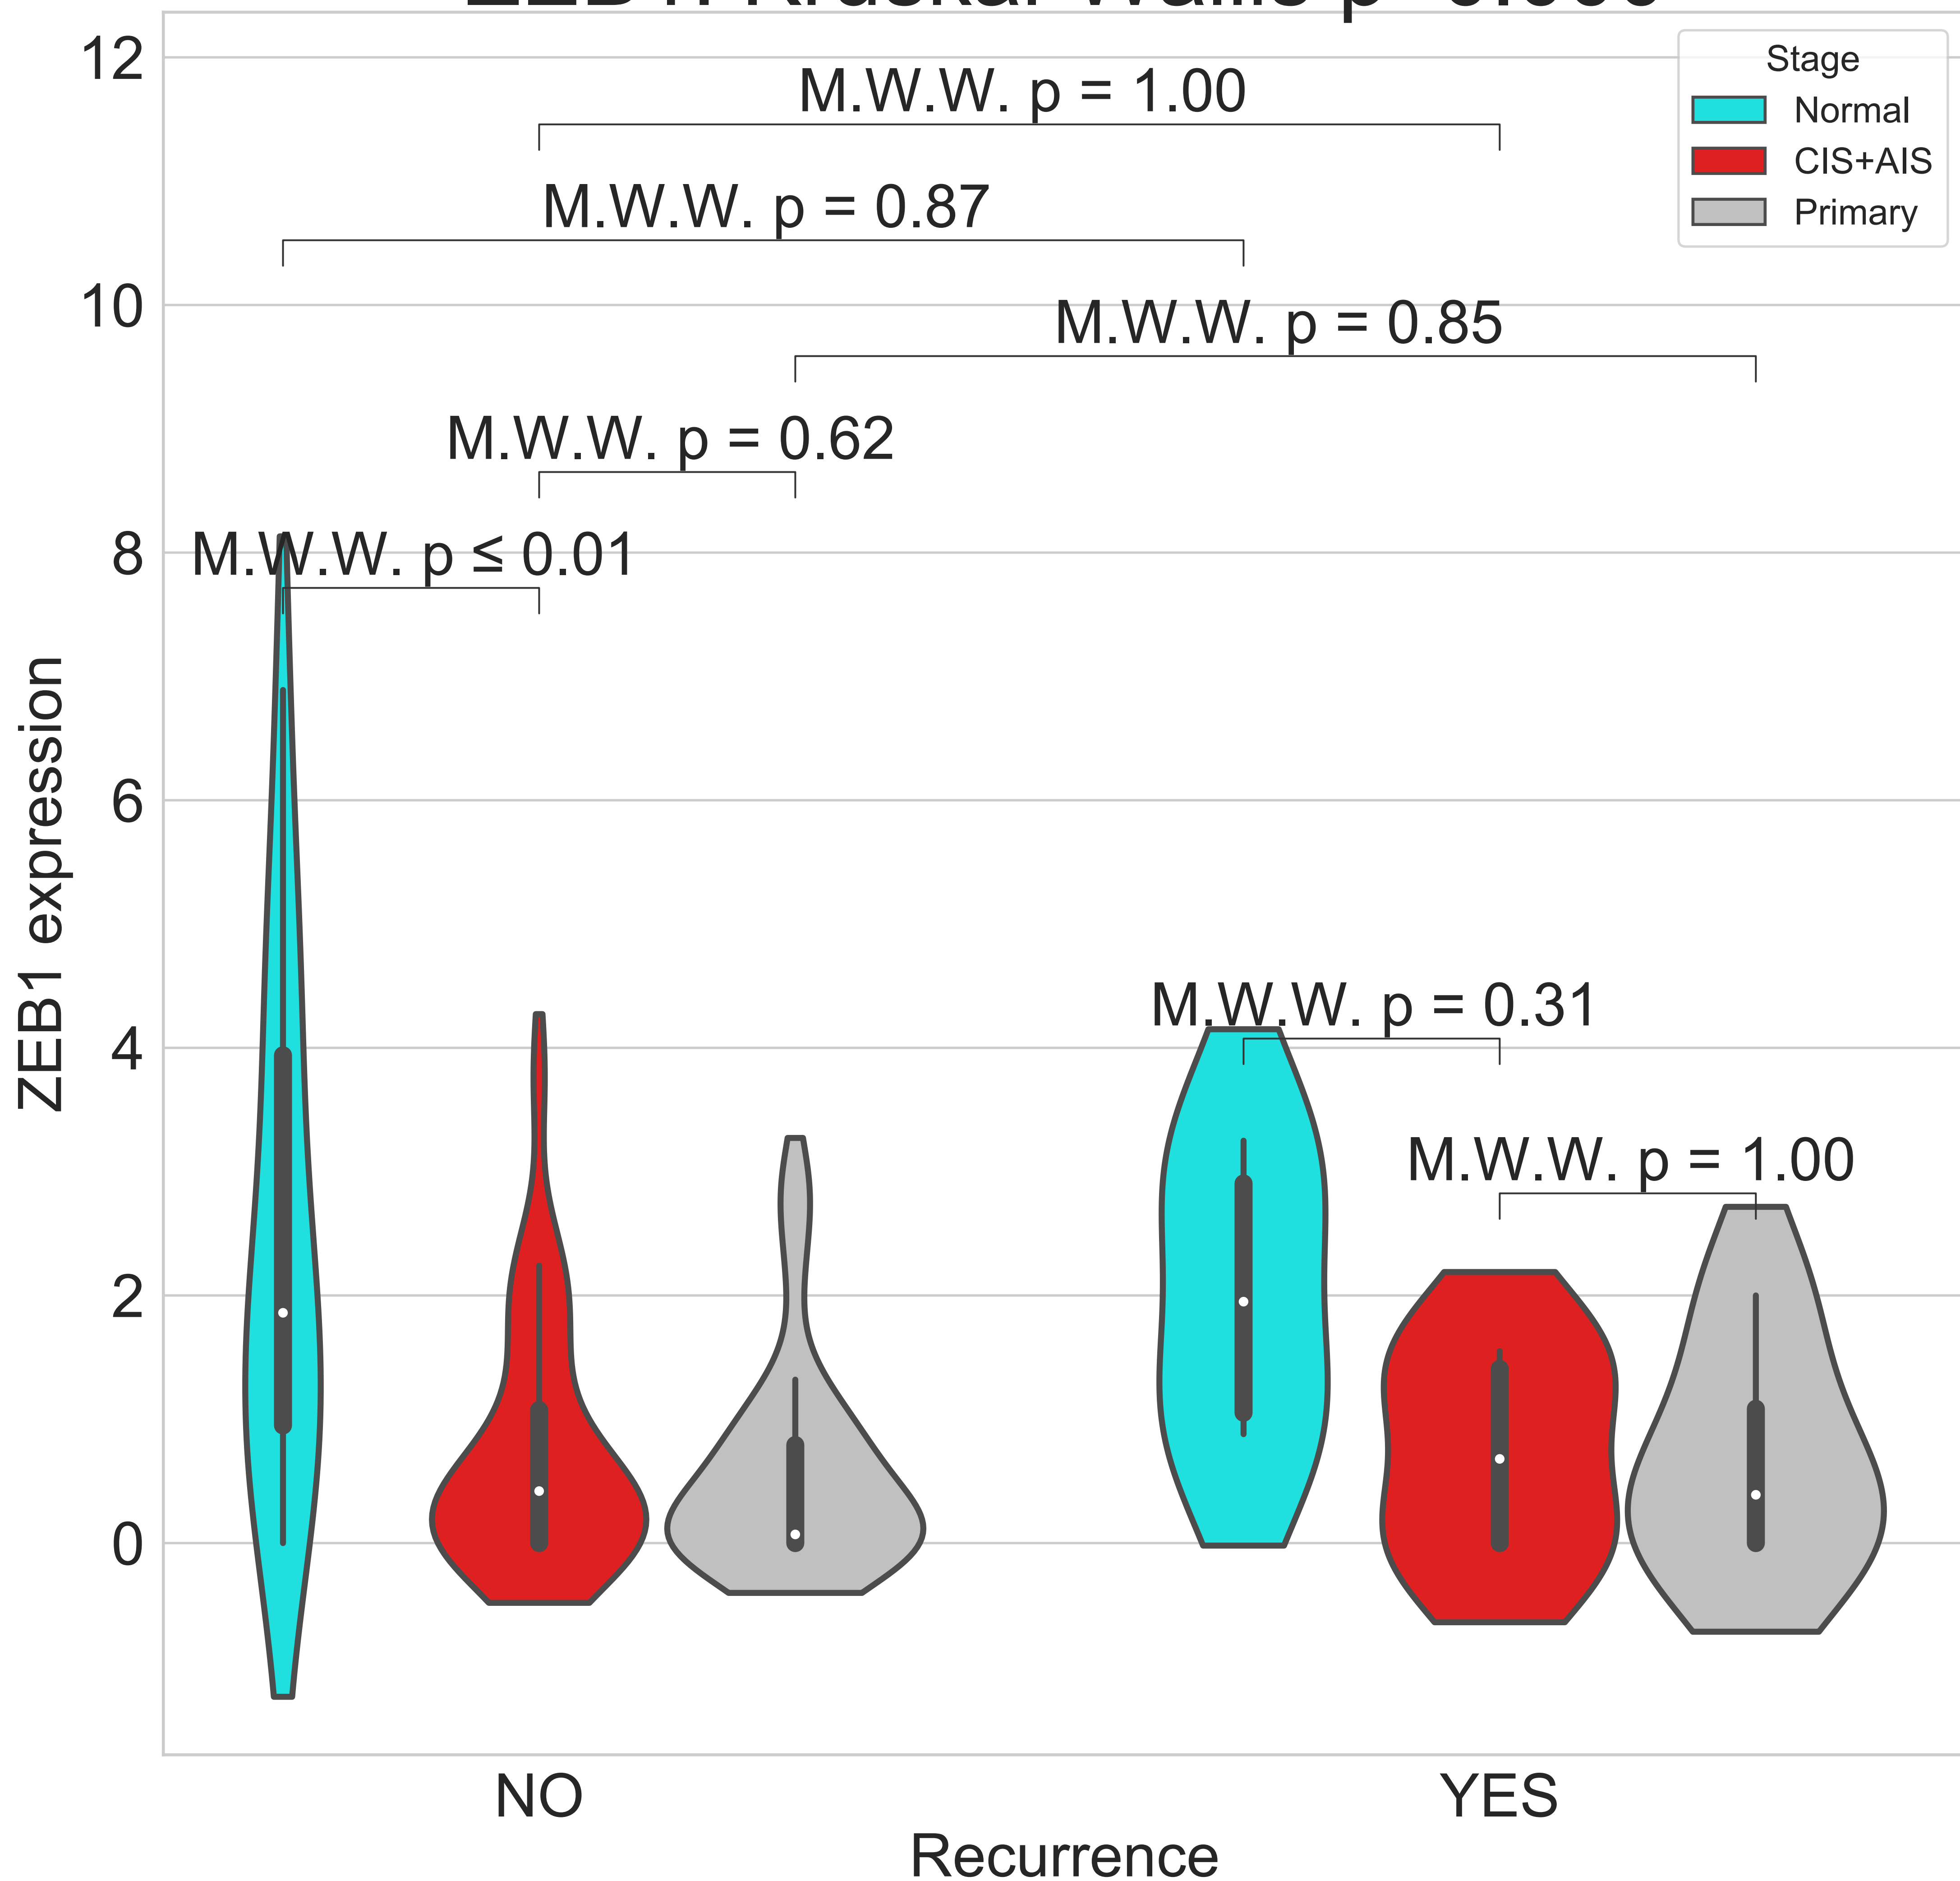 12
M.W.W. p = 1.00
M.W.W. p = 0.87
10
M.W.W. p = 0.85
M.W.W. p = 0.62
8
M.W.W. p ≤ 0.01
6
4
M.W.W. p = 0.31
M.W.W. p = 1.00
2
0
ZEB1 expression
NO
YES
Recurrence
Stage
Normal
CIS+AIS
Primary